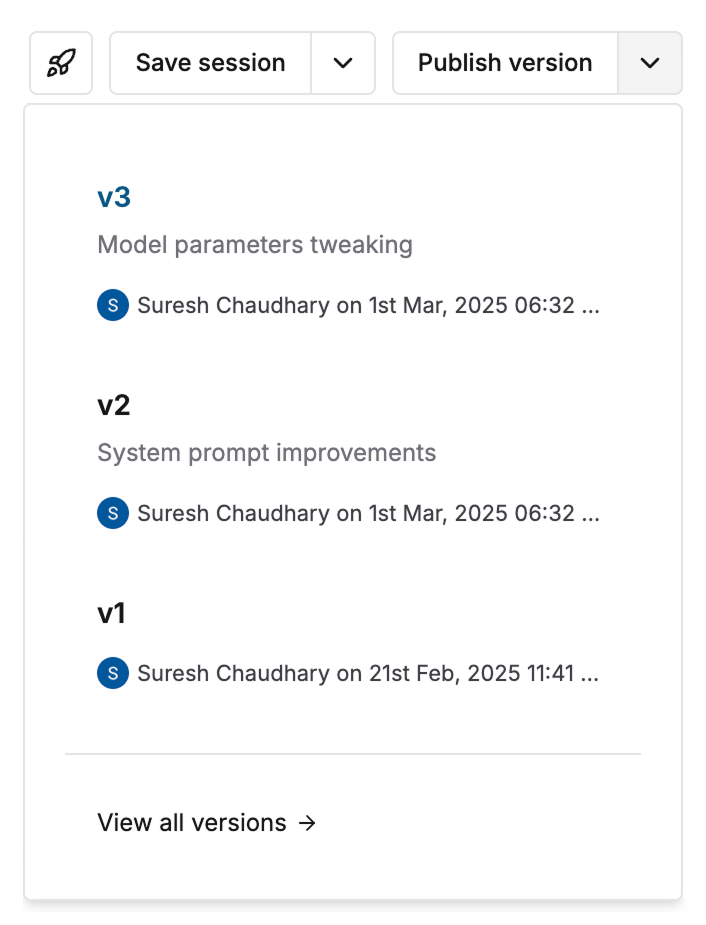 Save session Publish version
v3
Model parameters tweaking
S Suresh Chaudhary on 1st Mar, 2025 06:32 ...
v2
System prompt improvements
S Suresh Chaudhary on 1st Mar, 2025 06:32 ...
v1
S Suresh Chaudhary on 21st Feb, 2025 11:41 ...
View all versions →